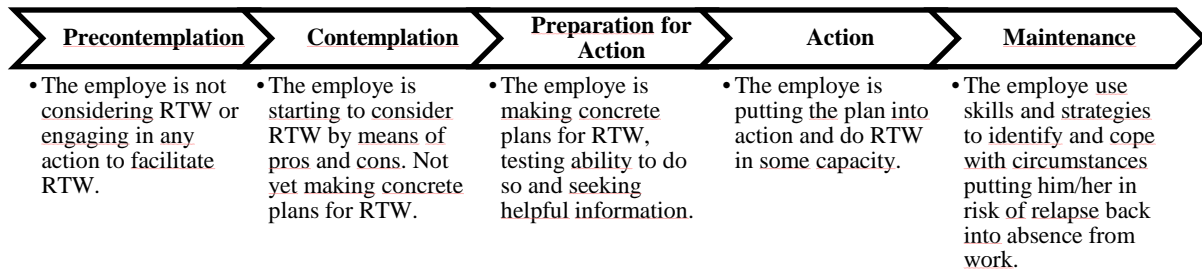 Precontemplation
Contemplation
Preparation for
Action
Action
Maintenance
• The employe is not
considering RTW or
engaging in any
action to facilitate
RTW.
• The employe is
starting to consider
RTW by means of
pros and cons. Not
yet making concrete
plans for RTW.
• The employe is
making concrete
plans for RTW,
testing ability to do
so and seeking
helpful information.
• The employe is
putting the plan into
action and do RTW
in some capacity.
• The employe use
skills and strategies
to identify and cope
with circumstances
putting him/her in
risk of relapse back
into absence from
work.